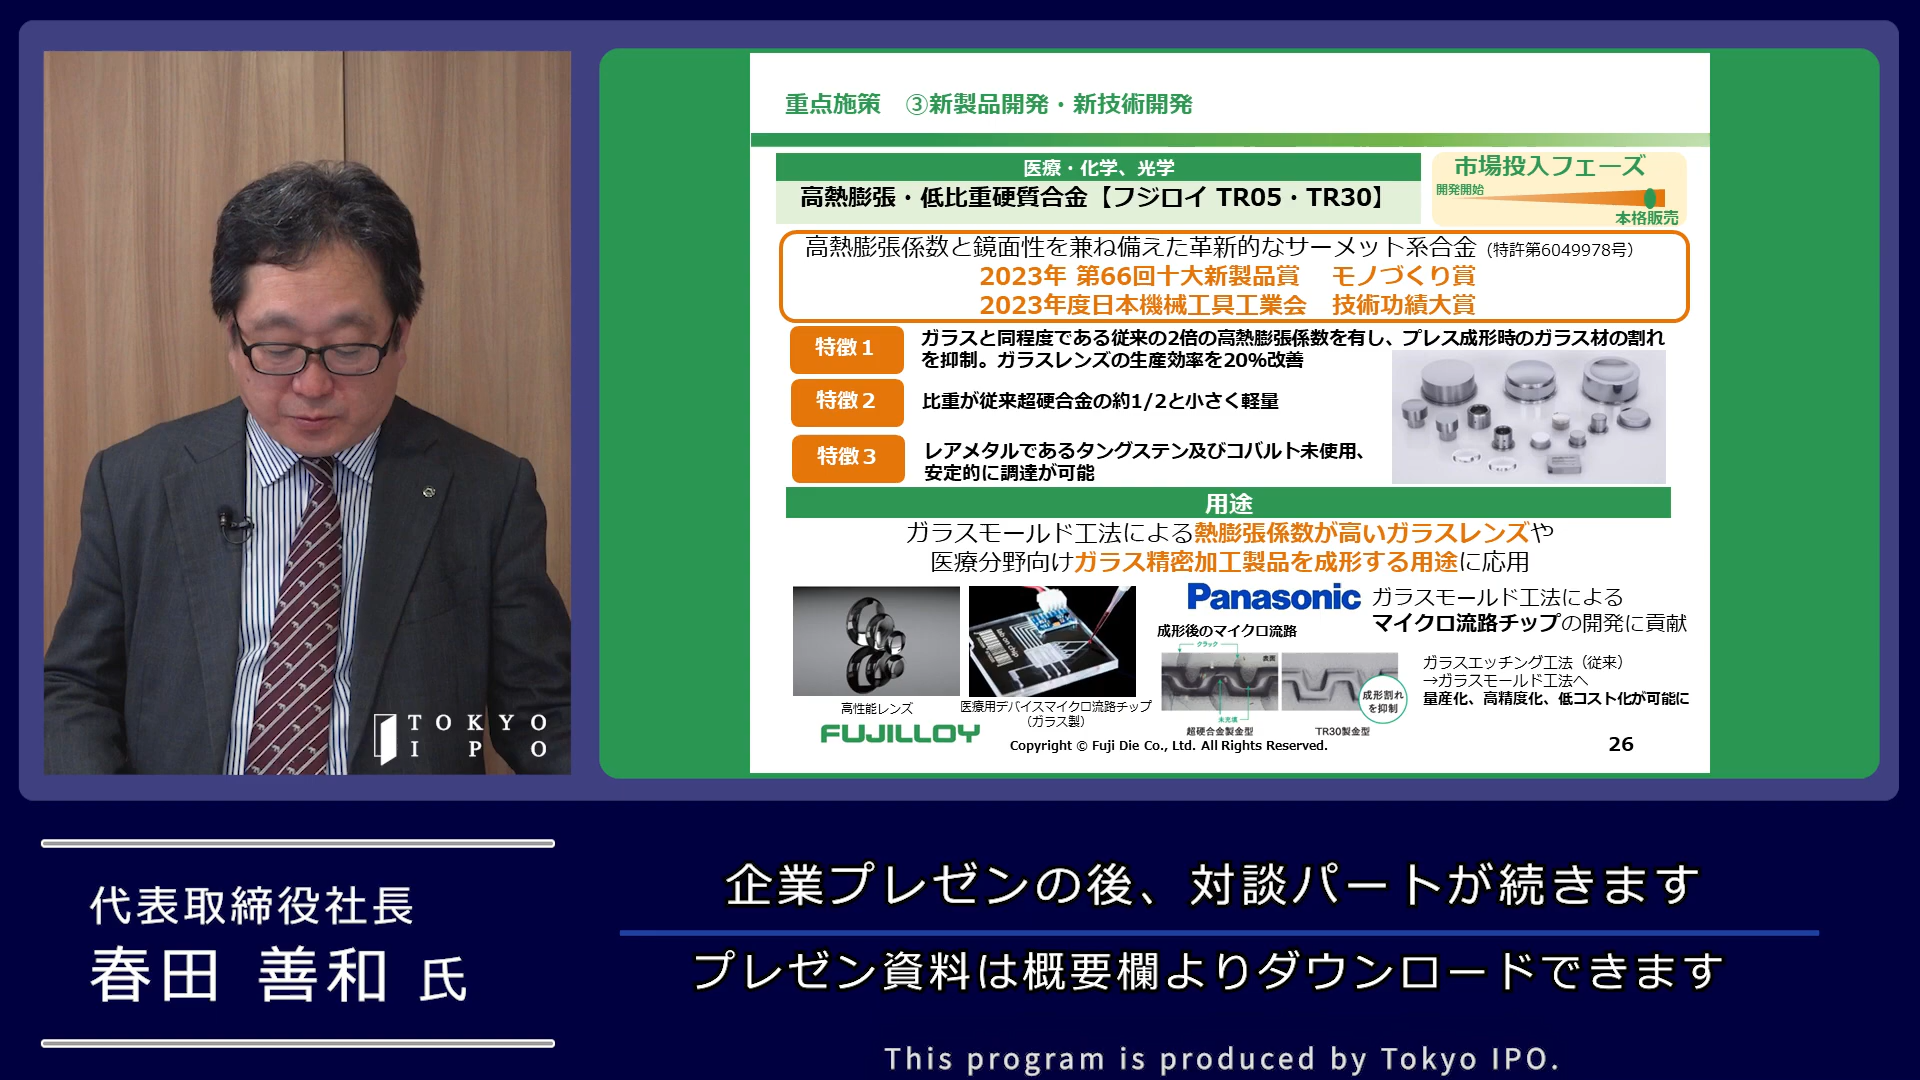 重点施策　③新製品開発・新技術開発
医療・化学、光学
高熱膨張・低比重硬質合金【フジロイ TR05・TR30】
市場投入フェーズ
開発開始
本格販売
高熱膨張係数と鏡面性を兼ね備えた革新的なサーメット系合金（特許第6049978号）
2023年 第66回十大新製品賞　モノづくり賞
2023年度日本機械工具工業会　技術功績大賞
特徴１
ガラスと同程度である従来の2倍の高熱膨張係数を有し、プレス成形時のガラス材の割れ
を抑制。ガラスレンズの生産効率を20%改善
特徴２
比重が従来超硬合金の約1/2と小さく軽量
特徴３
レアメタルであるタングステン及びコバルト未使用、
安定的に調達が可能
用途
ガラスモールド工法による熱膨張係数が高いガラスレンズや
医療分野向けガラス精密加工製品を成形する用途に応用
lab on chip
高性能レンズ
医療用デバイスマイクロ流路チップ
（ガラス製）
Panasonic
ガラスモールド工法による
マイクロ流路チップの開発に貢献
成形後のマイクロ流路
クラック
表面
未充填
成形割れ
を抑制
超硬合金製金型
TR30製金型
ガラスエッチング工法（従来）
→ガラスモールド工法へ
量産化、高精度化、低コスト化が可能に
FUJILLOY
Copyright © Fuji Die Co., Ltd. All Rights Reserved.
26
TOKYO
IPO
代表取締役社長
春田 善和 氏
企業プレゼンの後、対談パートが続きます
プレゼン資料は概要欄よりダウンロードできます
This program is produced by Tokyo IPO.